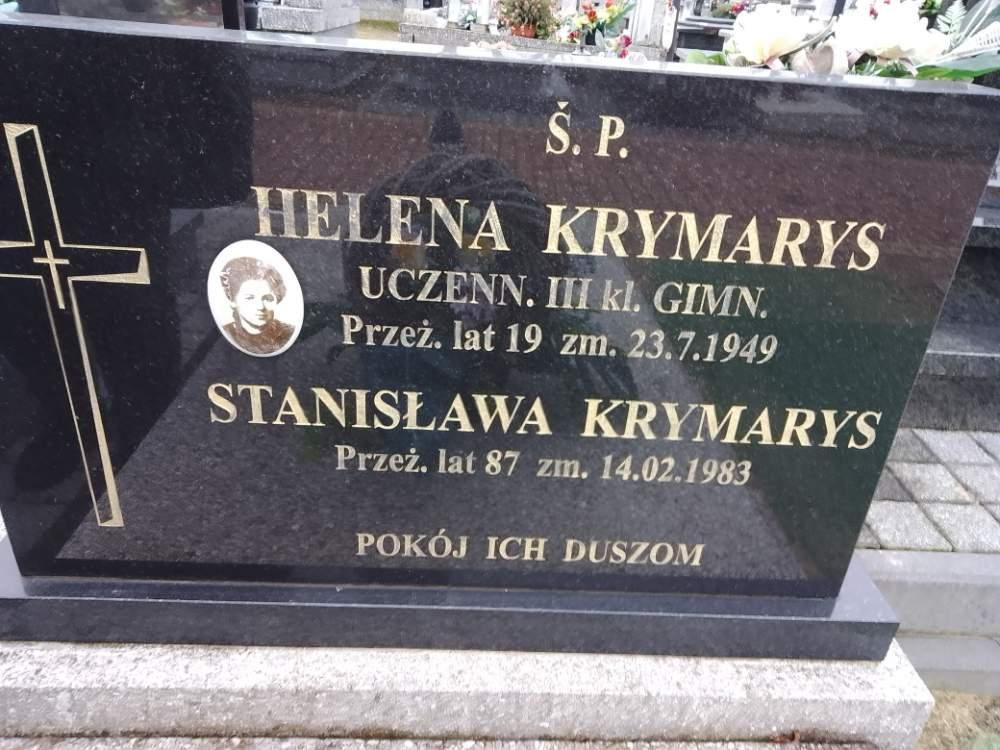 Ś. P.
HELENA KRYMARYS
UCZENN. III kl. GIMN.
Przeż. lat 19 zm. 23.7.1949
STANISŁAWA KRYMARYS
Przeż. lat 87 zm. 14.02.1983
POKÓJ ICH DUSZOM